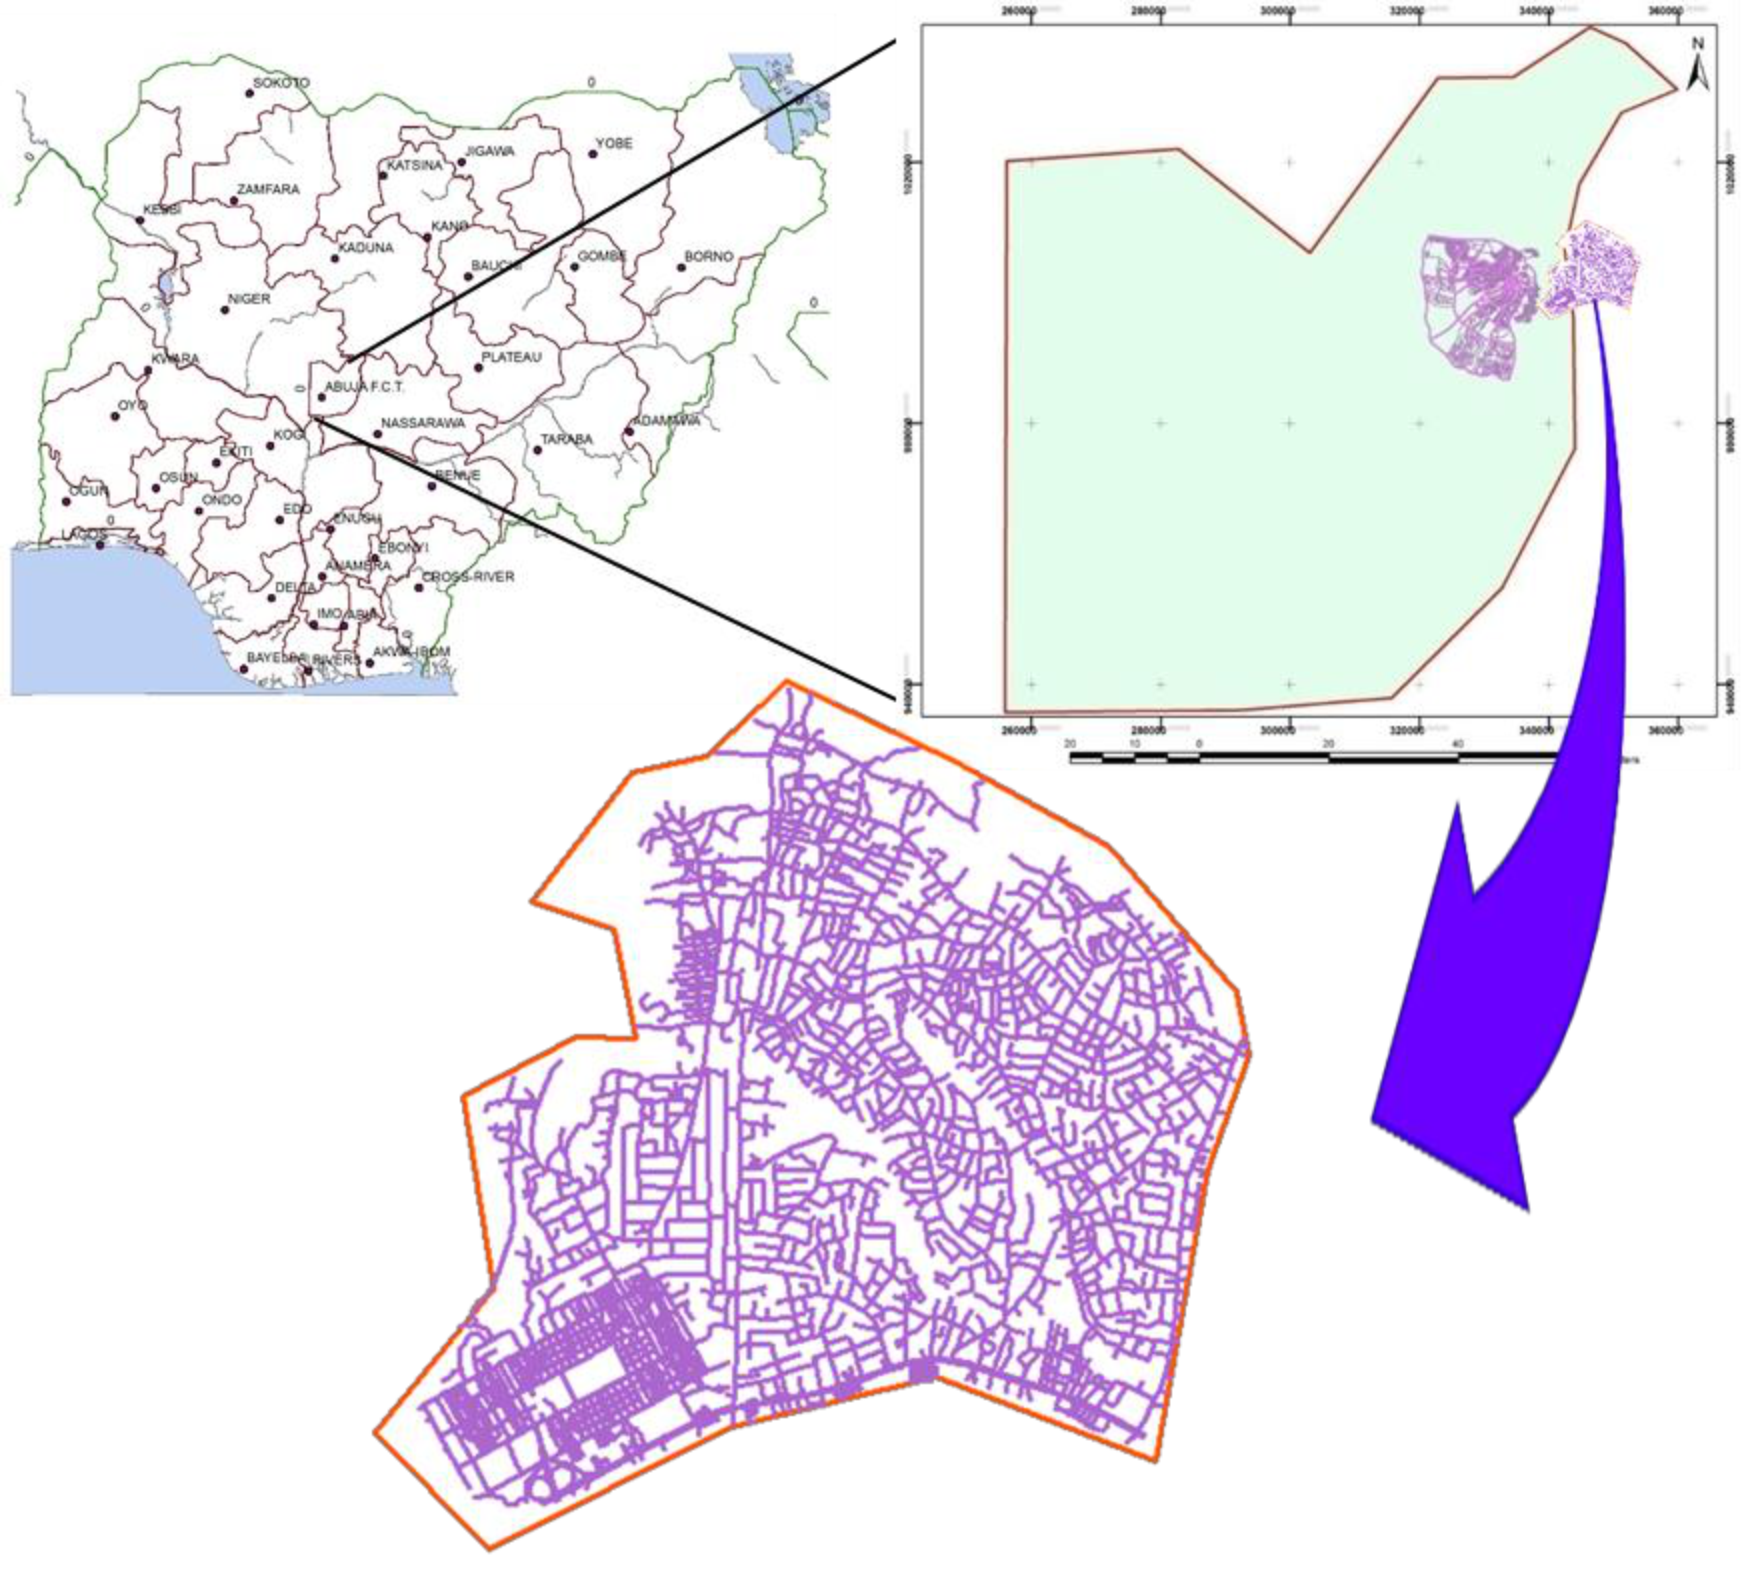 SOKOTO
0
YOBE
JIGAWA
KATSINA
ZAMFARA
KEBBI
KANO
KADUNA
BAUCHI
GOMBE
BORNO
NIGER
0
0
0
KWARA
PLATEAU
ABUJA F.C.T.
0
OYO
NASSARAWA
ADAMAWA
KOGI
TARABA
EKITI
OSUN
BENUE
OGUN
ONDO
EDO
ENUGU
0
LAGOS
EBONYI
ANAMBRA
CROSS-RIVER
DELTA
IMO
ABIA
0
AKWA-IBOM
BAYELSA
RIVERS
260000 280000 300000 320000 340000 360000
N
1020000 1020000
980000 980000
940000 940000
260000 280000 300000 320000 340000 360000
20 10 0 20 40